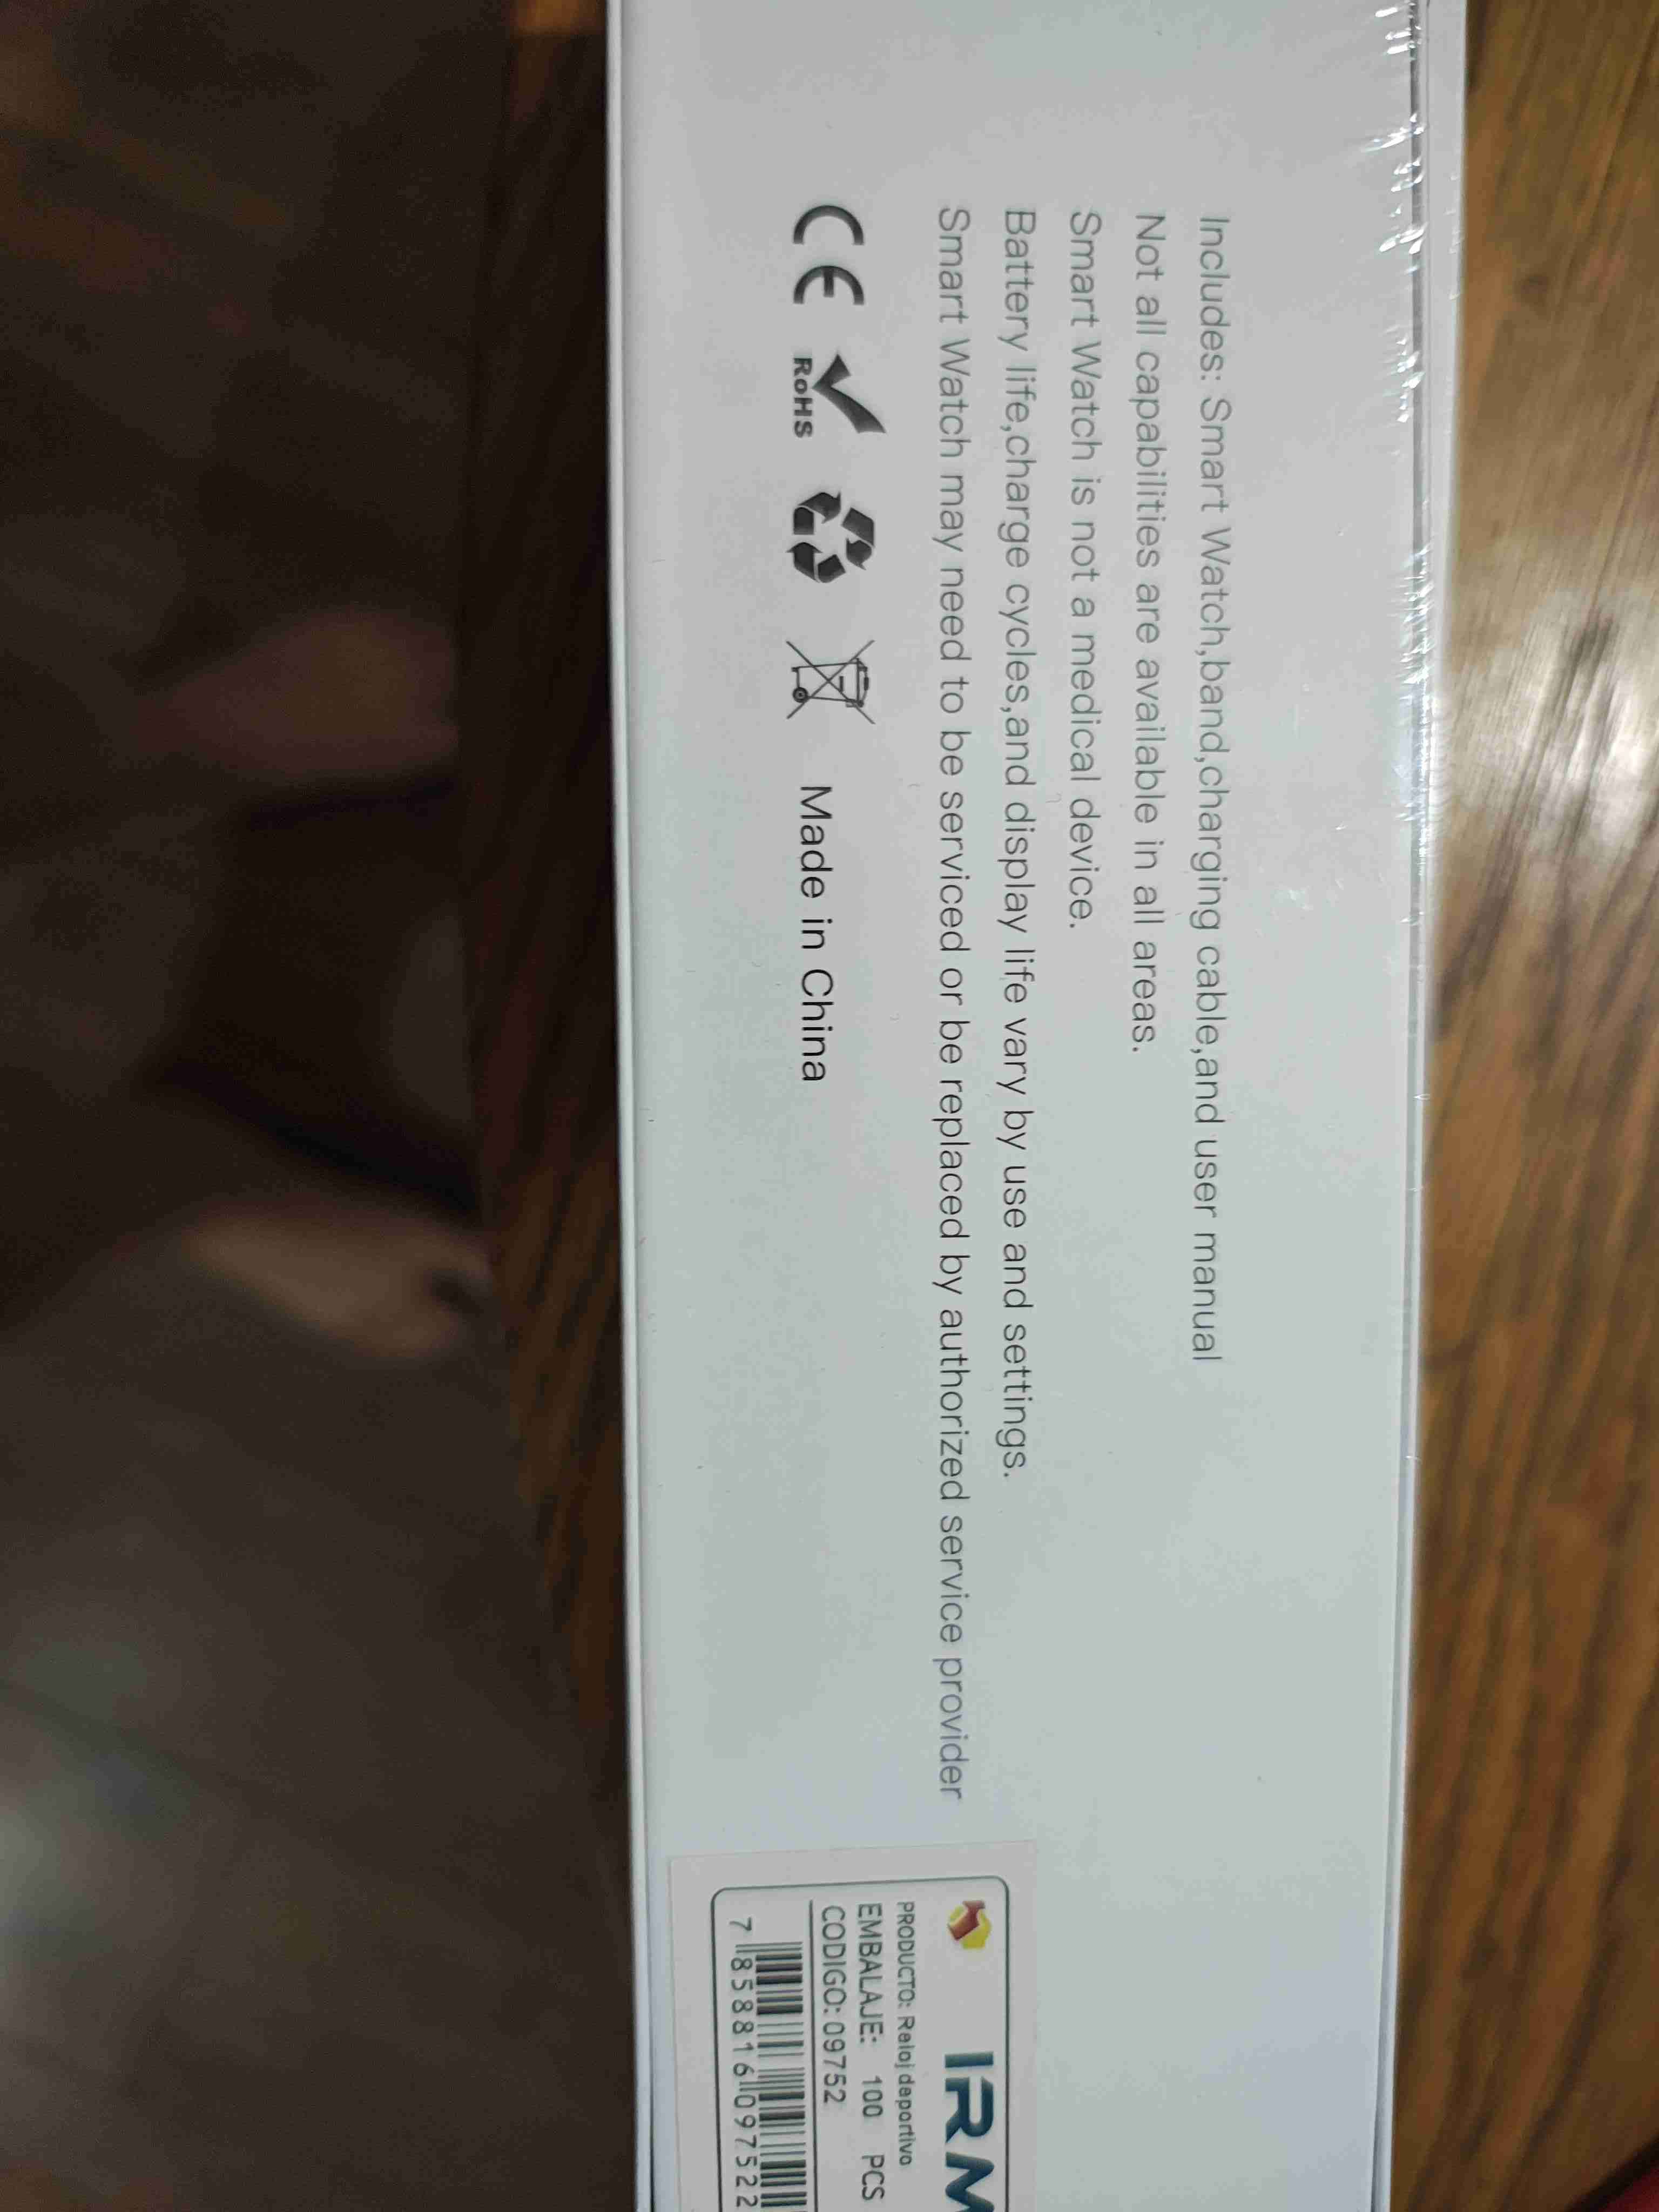 Includes: Smart Watch,band,charging cable,and user manual
Not all capabilities are available in all areas.
Smart Watch is not a medical device.
Battery life,charge cycles,and display life vary by use and settings.
Smart Watch may need to be serviced or be replaced by authorized service provider
CE RoHS Made in China
IRM
PRODUCTO: Reloj deportivo
EMBALAJE: 100 PCS
CODIGO: 09752
7 858816 097522